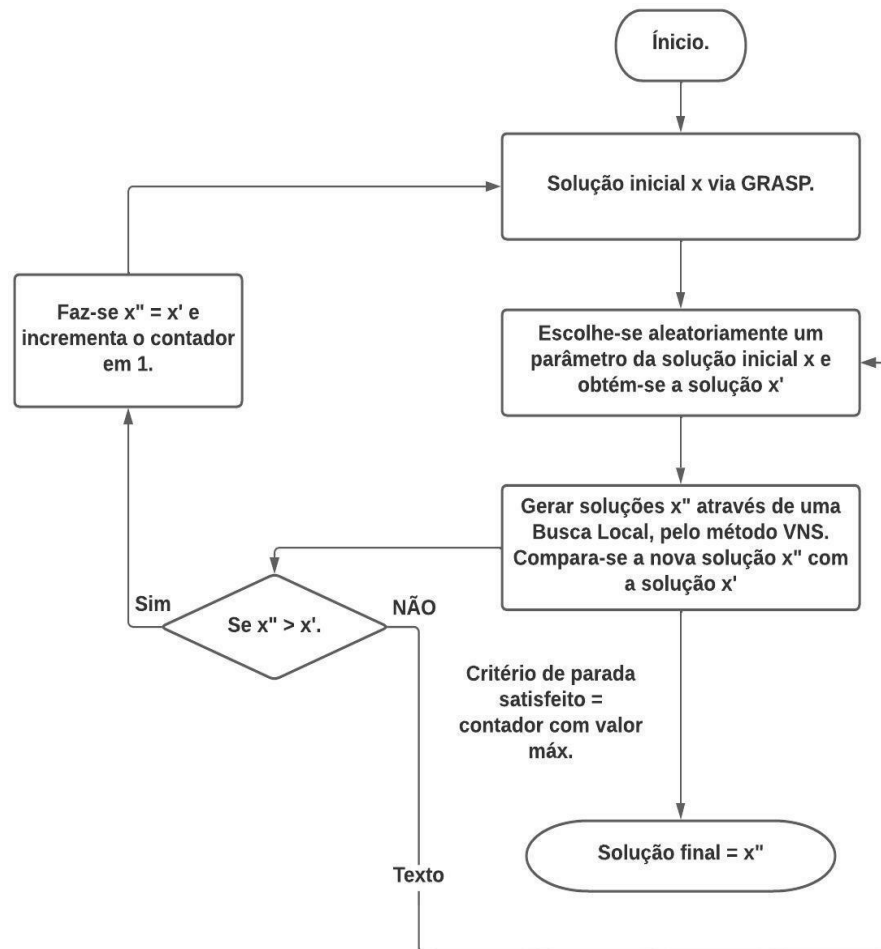 Ínicio.
Solução inicial x via GRASP.
Faz-se x" = x' e
incrementa o contador
em 1.
Escolhe-se aleatoriamente um
parâmetro da solução inicial x e
obtém-se a solução x'
Gerar soluções x" através de uma
Busca Local, pelo método VNS.
Compara-se a nova solução x" com
a solução x'
Sim
NÃO
Se x" > x'.
Critério de parada
satisfeito =
contador com valor
máx.
Solução final = x"
Texto